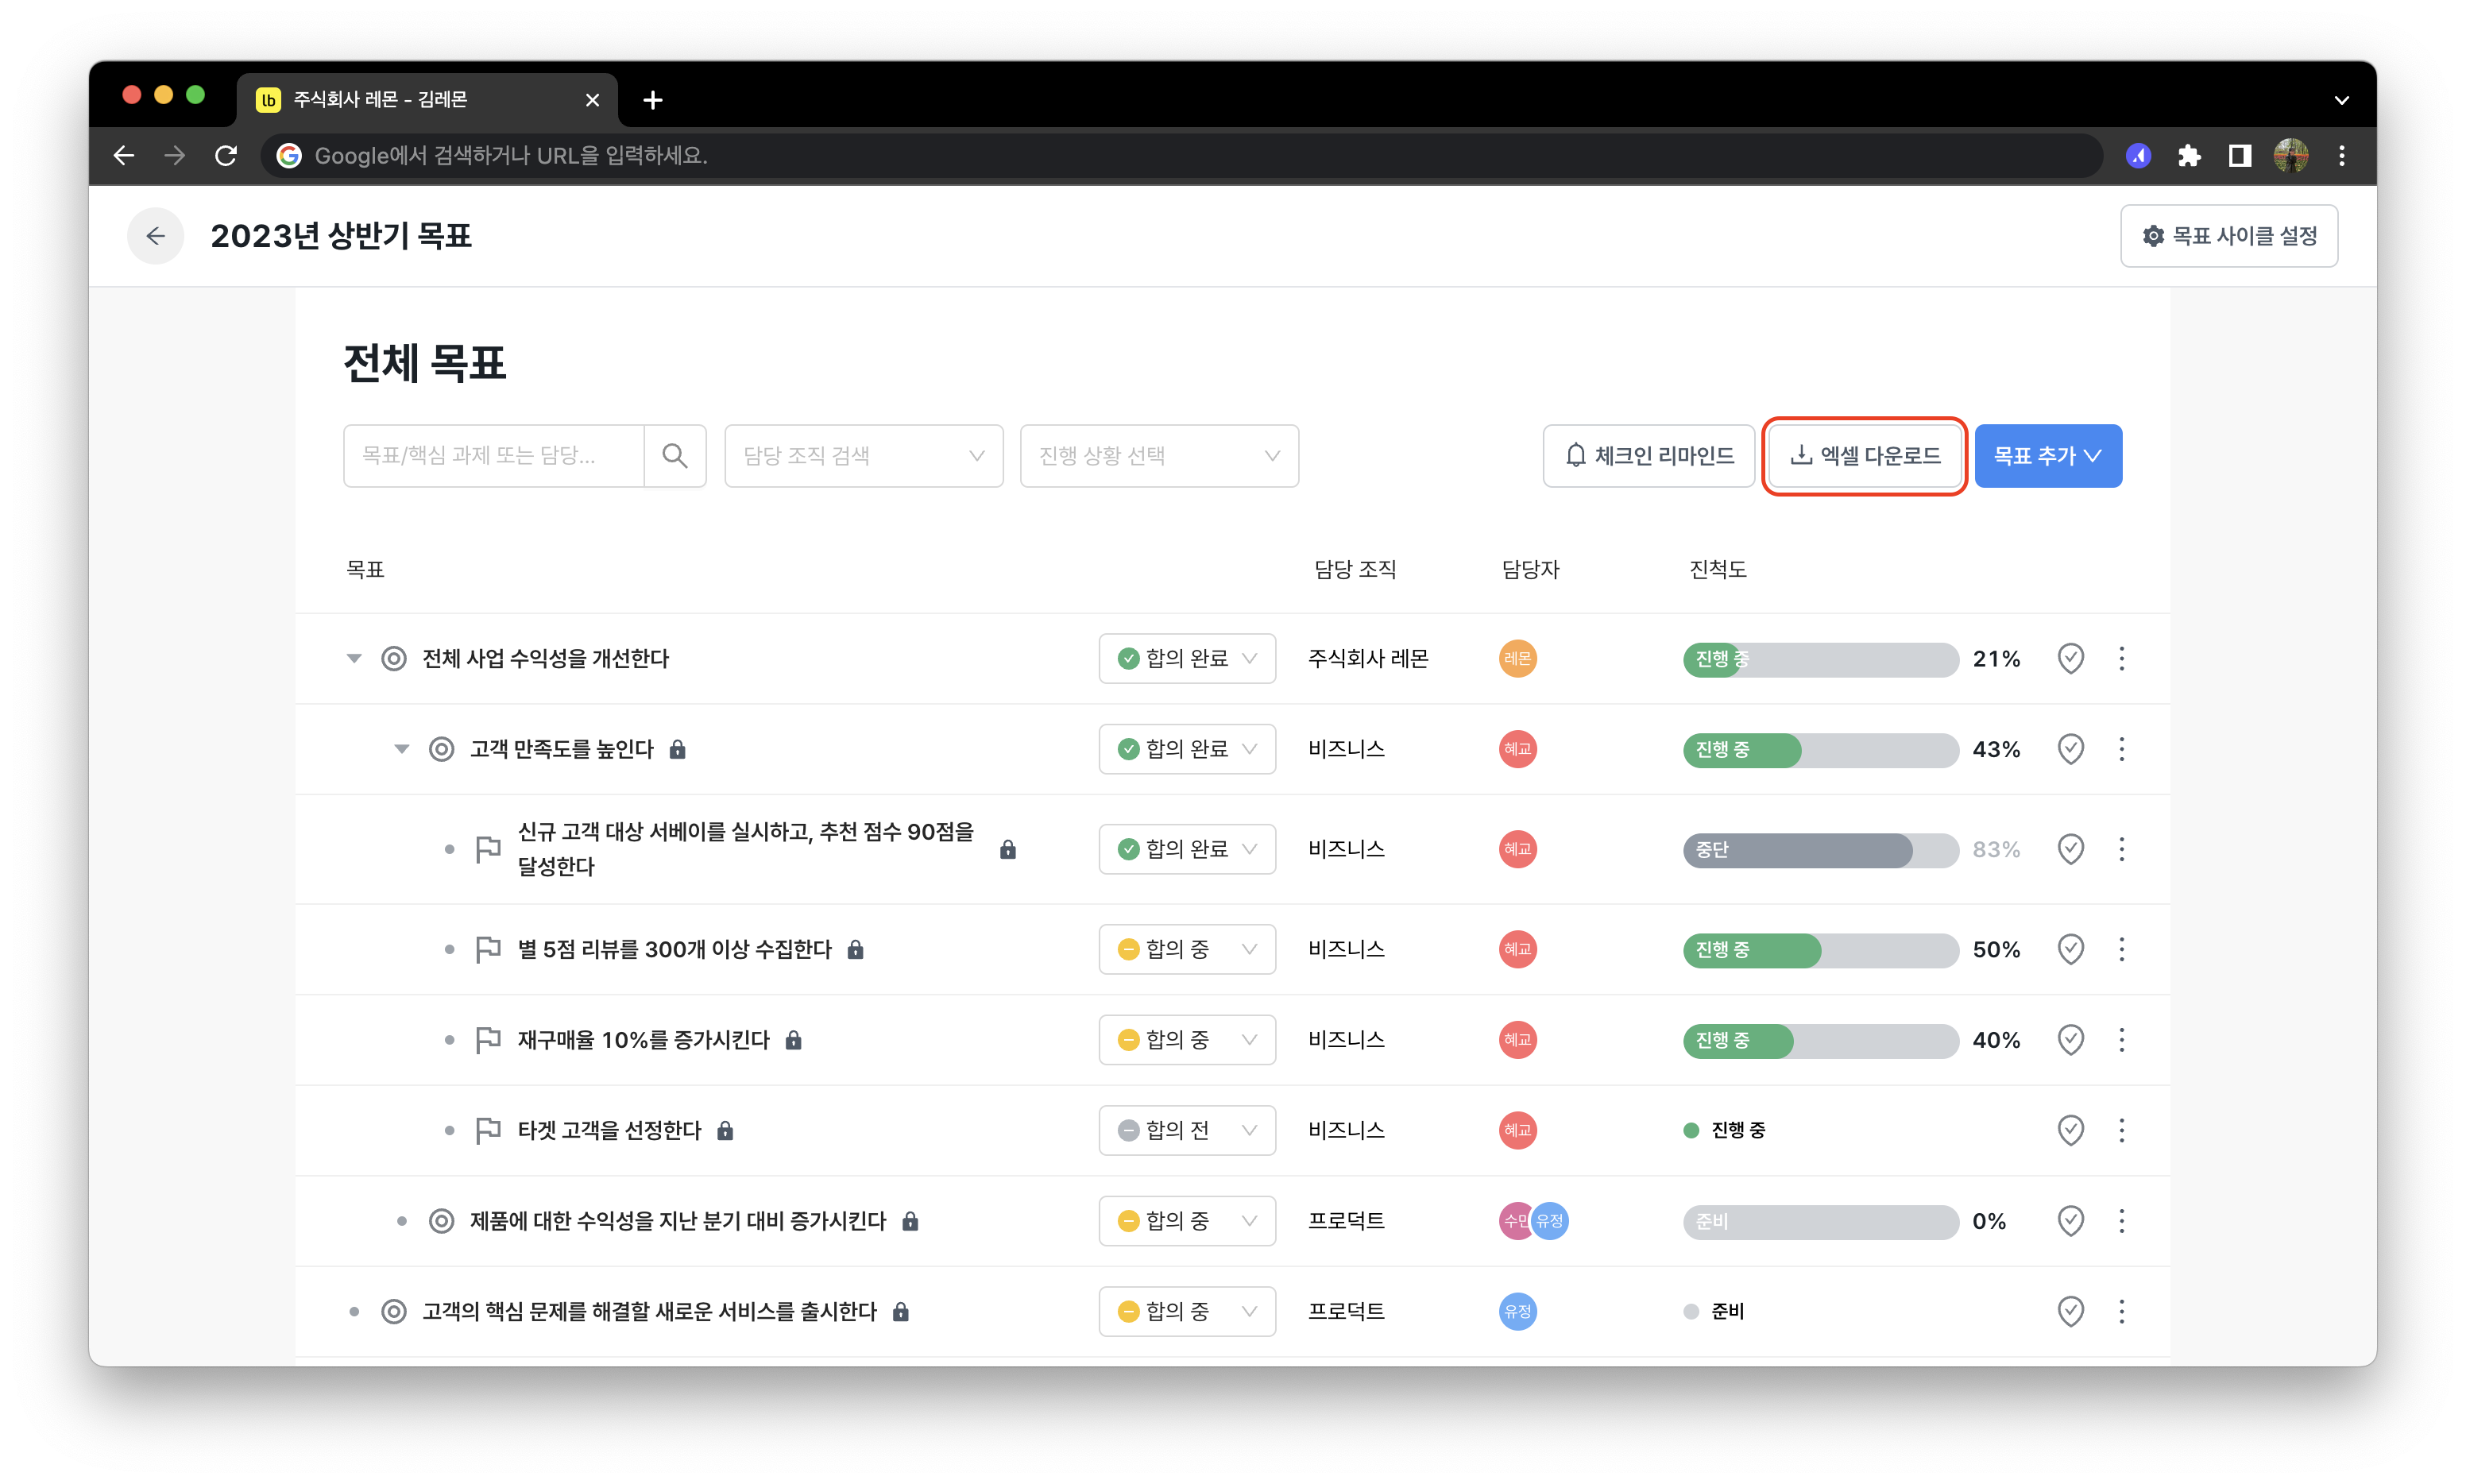 lb 주식회사 레몬 - 김레몬
Google에서 검색하거나 URL을 입력하세요.
2023년 상반기 목표
목표 사이클 설정
전체 목표
목표/핵심 과제 또는 담당...
담당 조직 검색
진행 상황 선택
체크인 리마인드
엑셀 다운로드
목표 추가
목표 담당 조직 담당자 진척도
전체 사업 수익성을 개선한다 합의 완료 주식회사 레몬 레몬 진행 중 21%
고객 만족도를 높인다 합의 완료 비즈니스 혜교 진행 중 43%
신규 고객 대상 서베이를 실시하고, 추천 점수 90점을
달성한다
합의 완료 비즈니스 혜교 중단 83%
별 5점 리뷰를 300개 이상 수집한다 합의 중 비즈니스 혜교 진행 중 50%
재구매율 10%를 증가시킨다 합의 중 비즈니스 혜교 진행 중 40%
타겟 고객을 선정한다 합의 전 비즈니스 혜교 진행 중
제품에 대한 수익성을 지난 분기 대비 증가시킨다 합의 중 프로덕트 수민 유정 준비 0%
고객의 핵심 문제를 해결할 새로운 서비스를 출시한다 합의 중 프로덕트 유정 준비